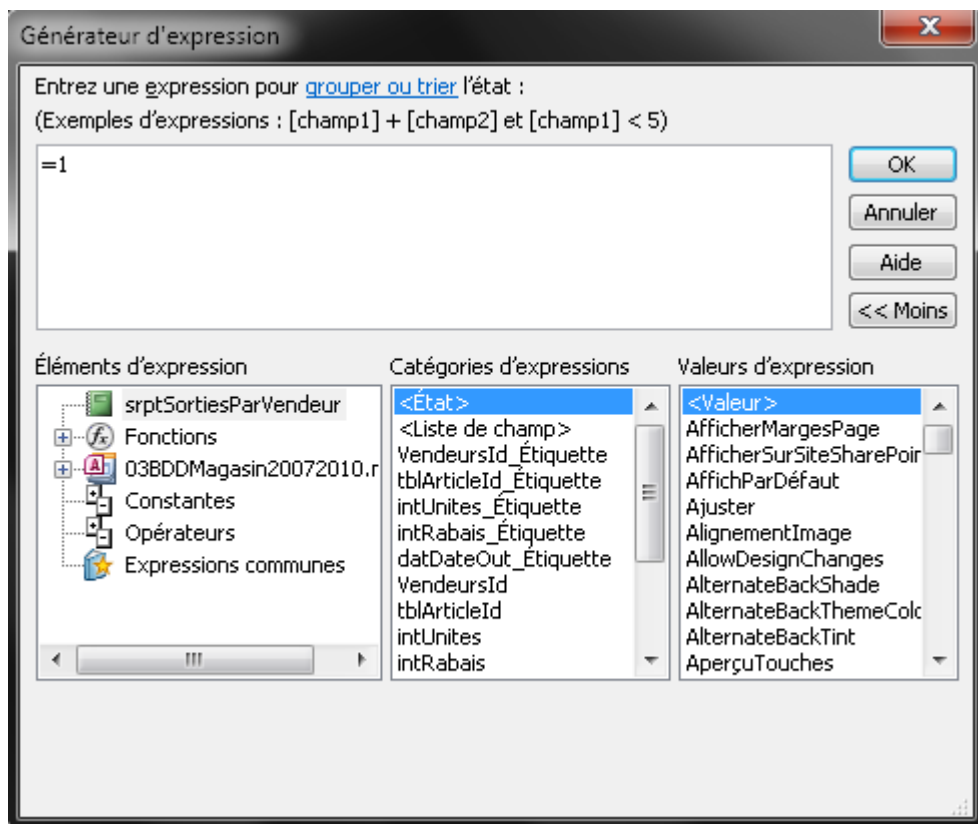 Générateur d'expression
Entrez une expression pour grouper ou trier l'état :
(Exemples d'expressions : [champ1] + [champ2] et [champ1] < 5)
=1
OK
Annuler
Aide
<< Moins
Éléments d'expression
srptSortiesParVendeur
Fonctions
03BDDMagasin20072010.r
Constantes
Opérateurs
Expressions communes
Catégories d'expressions
<État>
<Liste de champ>
VendeursId_Étiquette
tblArticleId_Étiquette
intUnites_Étiquette
intRabais_Étiquette
datDateOut_Étiquette
VendeursId
tblArticleId
intUnites
intRabais
Valeurs d'expression
<Valeur>
AfficherMargesPage
AfficherSurSiteSharePoir
AffichParDéfaut
Ajuster
AlignementImage
AllowDesignChanges
AlternateBackShade
AlternateBackThemeColc
AlternateBackTint
AperçuTouches